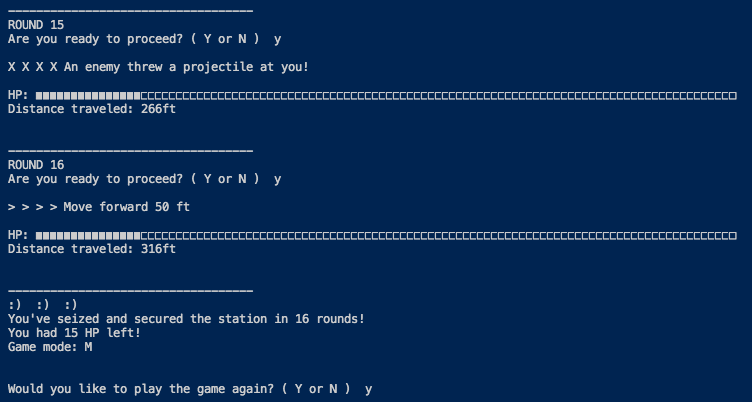 -----------------------------------
ROUND 15
Are you ready to proceed? ( Y or N )  y
X X X X An enemy threw a projectile at you!
HP: ■■■■■■■■■■■■■■■□□□□□□□□□□□□□□□□□□□□□□□□□□□□□□□□□□□□□□□□□□□□□□□□□□□□□□□□□□□□□□□□□□□□□□□□□□□□□□□□□□□□
Distance traveled: 266ft
-----------------------------------
ROUND 16
Are you ready to proceed? ( Y or N )  y
> > > > Move forward 50 ft
HP: ■■■■■■■■■■■■■■■□□□□□□□□□□□□□□□□□□□□□□□□□□□□□□□□□□□□□□□□□□□□□□□□□□□□□□□□□□□□□□□□□□□□□□□□□□□□□□□□□□□□
Distance traveled: 316ft
-----------------------------------
:)  :)  :)
You've seized and secured the station in 16 rounds!
You had 15 HP left!
Game mode: M
Would you like to play the game again? ( Y or N )  y